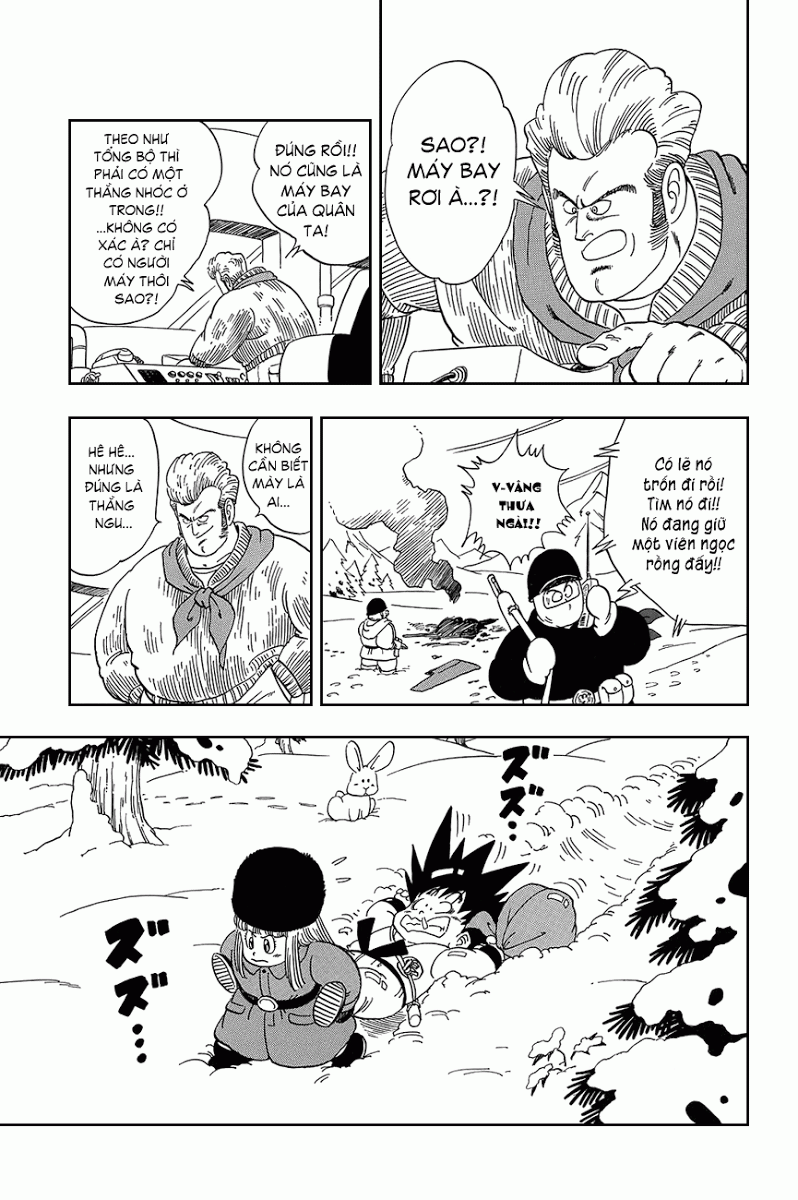 SAO?!
MÁY BAY
RƠI À...?!
ĐÚNG RỒI!!
NÓ CŨNG LÀ
MÁY BAY
CỦA QUÂN
TA!
THEO NHƯ
TỔNG BỘ THÌ
PHẢI CÓ MỘT
THẰNG NHÓC Ở
TRONG!!
...KHÔNG CÓ
XÁC À? CHỈ
CÓ NGƯỜI
MÁY THÔI
SAO?!
Có lẽ nó
trốn đi rồi!
Tìm nó đi!!
Nó đang giữ
một viên ngọc
rồng đấy!!
V-VÂNG
THƯA
NGÀI!!
KHÔNG
CẦN BIẾT
MÀY LÀ
AI...
HÊ HÊ...
NHƯNG
ĐÚNG LÀ
THẰNG
NGU...
ズズ...
ズズ...